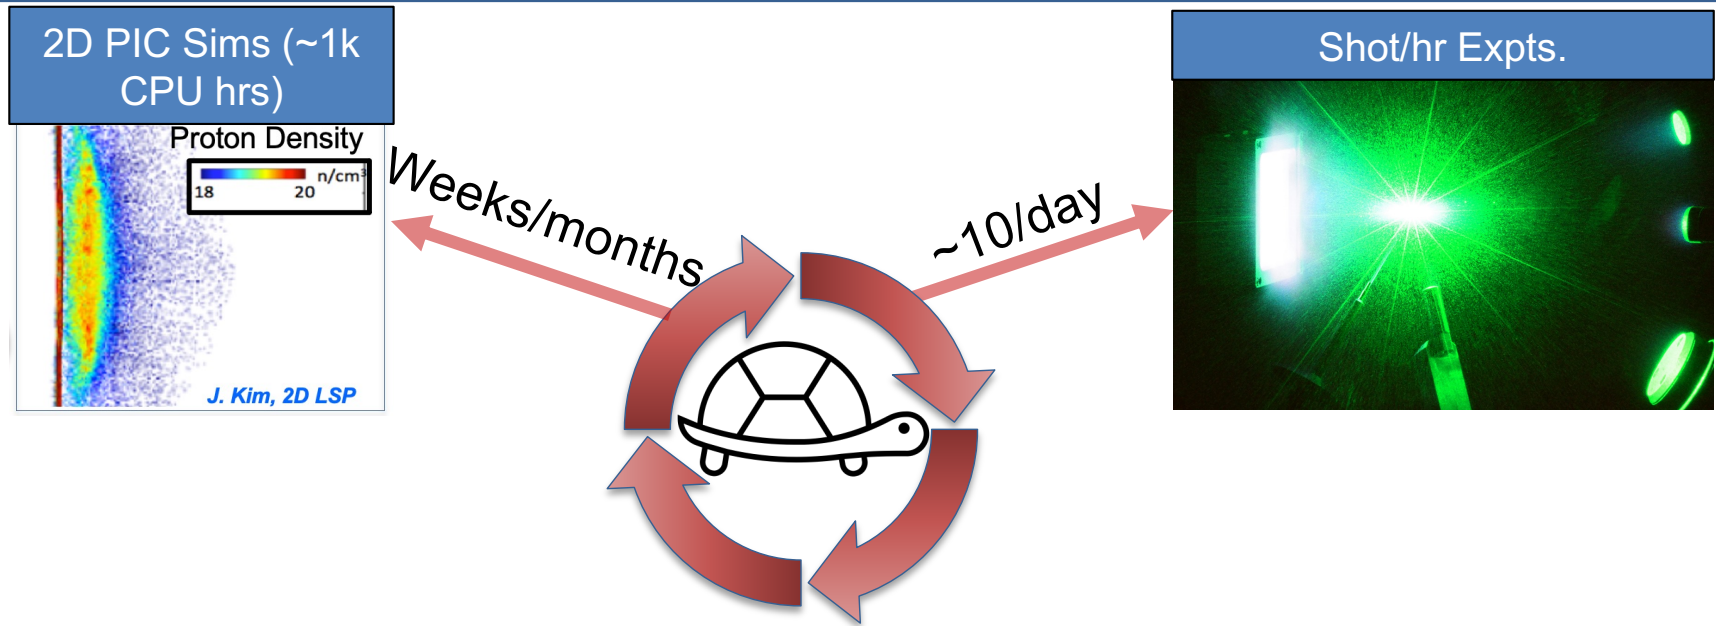 2D PIC Sims (~1k
CPU hrs)
Proton Density
n/cm³
18 20
J. Kim, 2D LSP
Weeks/months
~10/day
Shot/hr Expts.